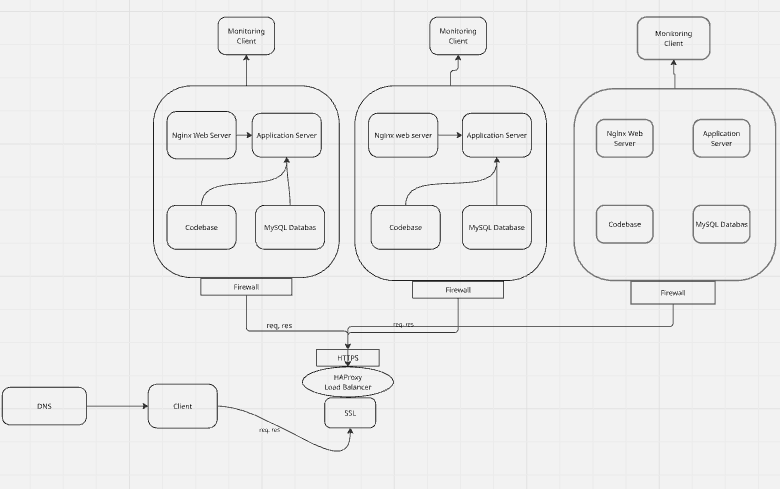 Monitoring
Client
Monitoring
Client
Monitoring
Client
Nginx Web Server
Application Server
Nginx web server
Application Server
Nginx Web
Server
Application
Server
Codebase
MySQL Databas
Codebase
MySQL Database
Codebase
MySQL Databas
Firewall
Firewall
Firewall
req, res
req, res
HTTPS
HAProxy
Load Balancer
SSL
DNS
Client
req, res